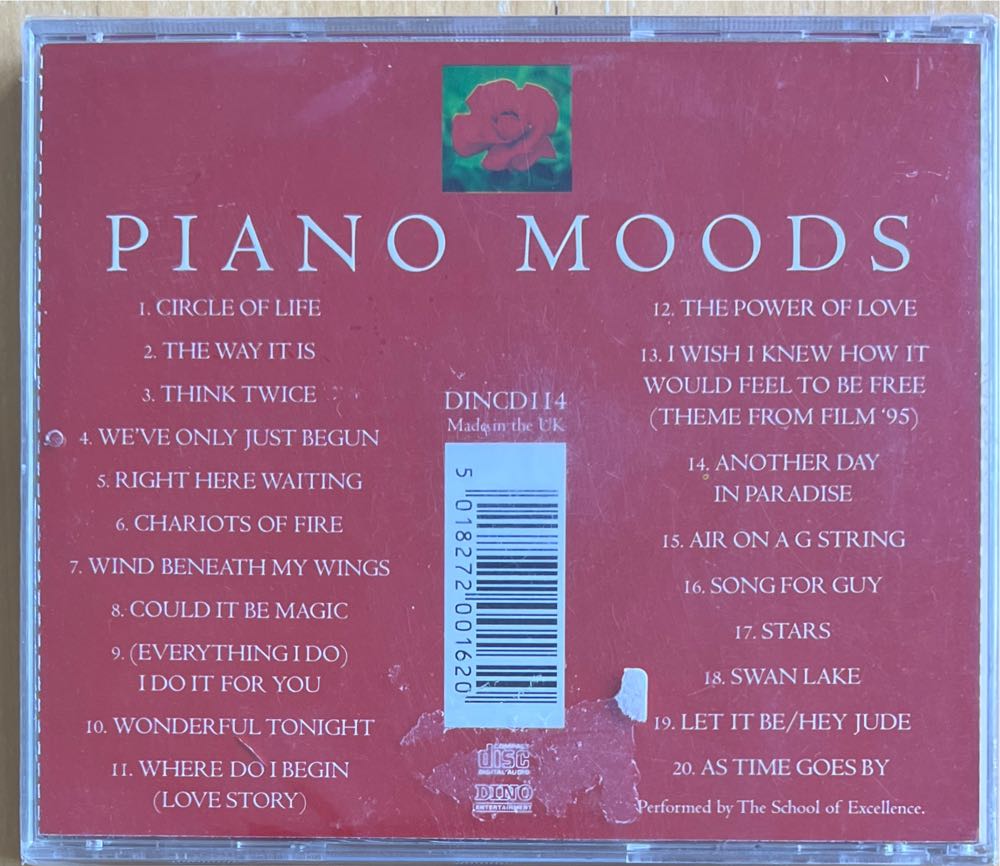 PIANO MOODS
1. CIRCLE OF LIFE
2. THE WAY IT IS
3. THINK TWICE
4. WE'VE ONLY JUST BEGUN
5. RIGHT HERE WAITING
6. CHARIOTS OF FIRE
7. WIND BENEATH MY WINGS
8. COULD IT BE MAGIC
9. (EVERYTHING I DO)
I DO IT FOR YOU
10. WONDERFUL TONIGHT
11. WHERE DO I BEGIN
(LOVE STORY)
DINCD114
Made in the UK
5 018272 001620
COMPACT
disc
DIGITAL AUDIO
DINO
ENTERTAINMENT
12. THE POWER OF LOVE
13. I WISH I KNEW HOW IT
WOULD FEEL TO BE FREE
(THEME FROM FILM ‘95)
14. ANOTHER DAY
IN PARADISE
15. AIR ON A G STRING
16. SONG FOR GUY
17. STARS
18. SWAN LAKE
19. LET IT BE/HEY JUDE
20. AS TIME GOES BY
Performed by The School of Excellence.